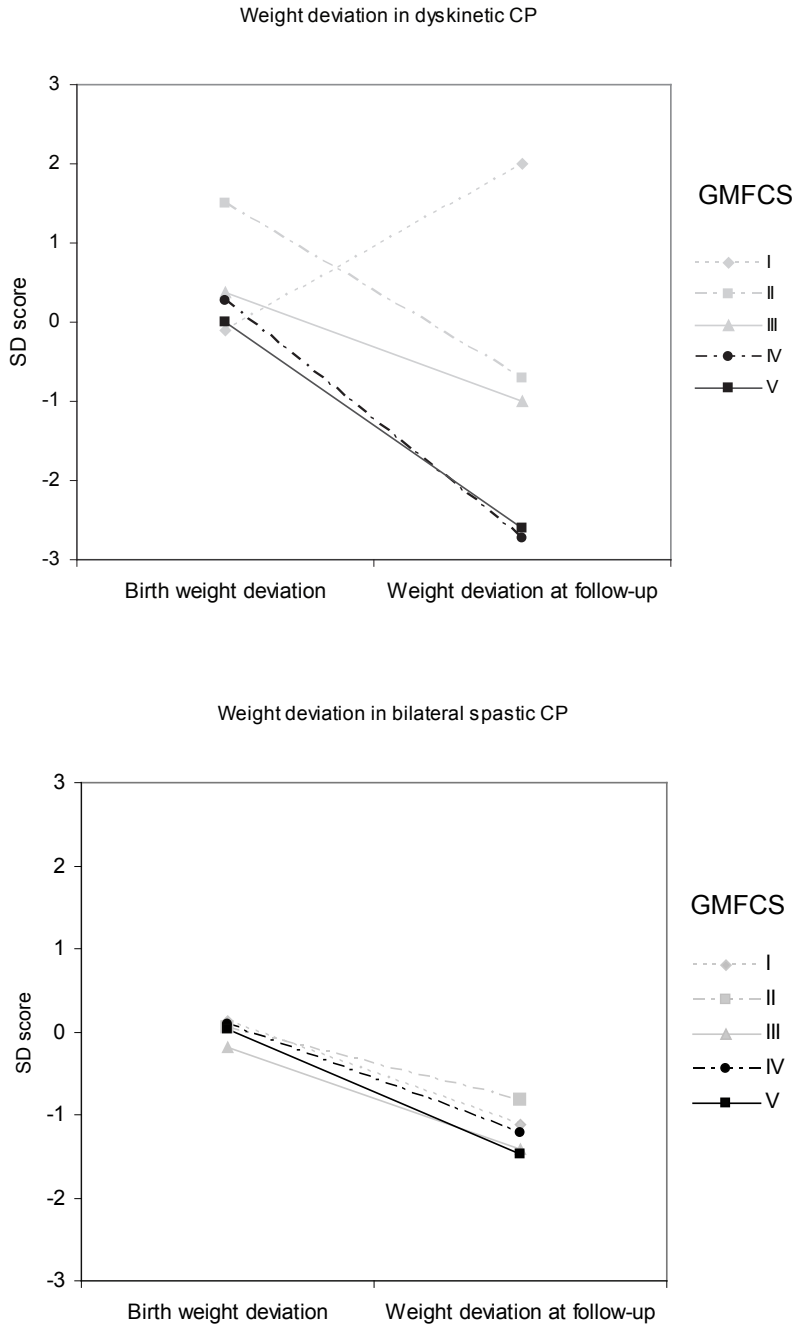 Weight deviation in dyskinetic CP
3
2
1
0
-1
-2
-3
SD score
Birth weight deviation
Weight deviation at follow-up
GMFCS
I
II
III
IV
V
Weight deviation in bilateral spastic CP
3
2
1
0
-1
-2
-3
SD score
Birth weight deviation
Weight deviation at follow-up
GMFCS
I
II
III
IV
V